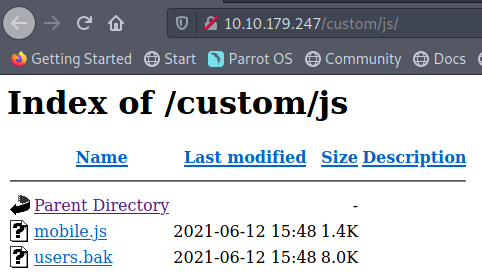 10.10.179.247/custom/js/
Getting Started Start Parrot OS Community Docs
Index of /custom/js
Name Last modified Size Description
Parent Directory -
mobile.js 2021-06-12 15:48 1.4K
users.bak 2021-06-12 15:48 8.0K